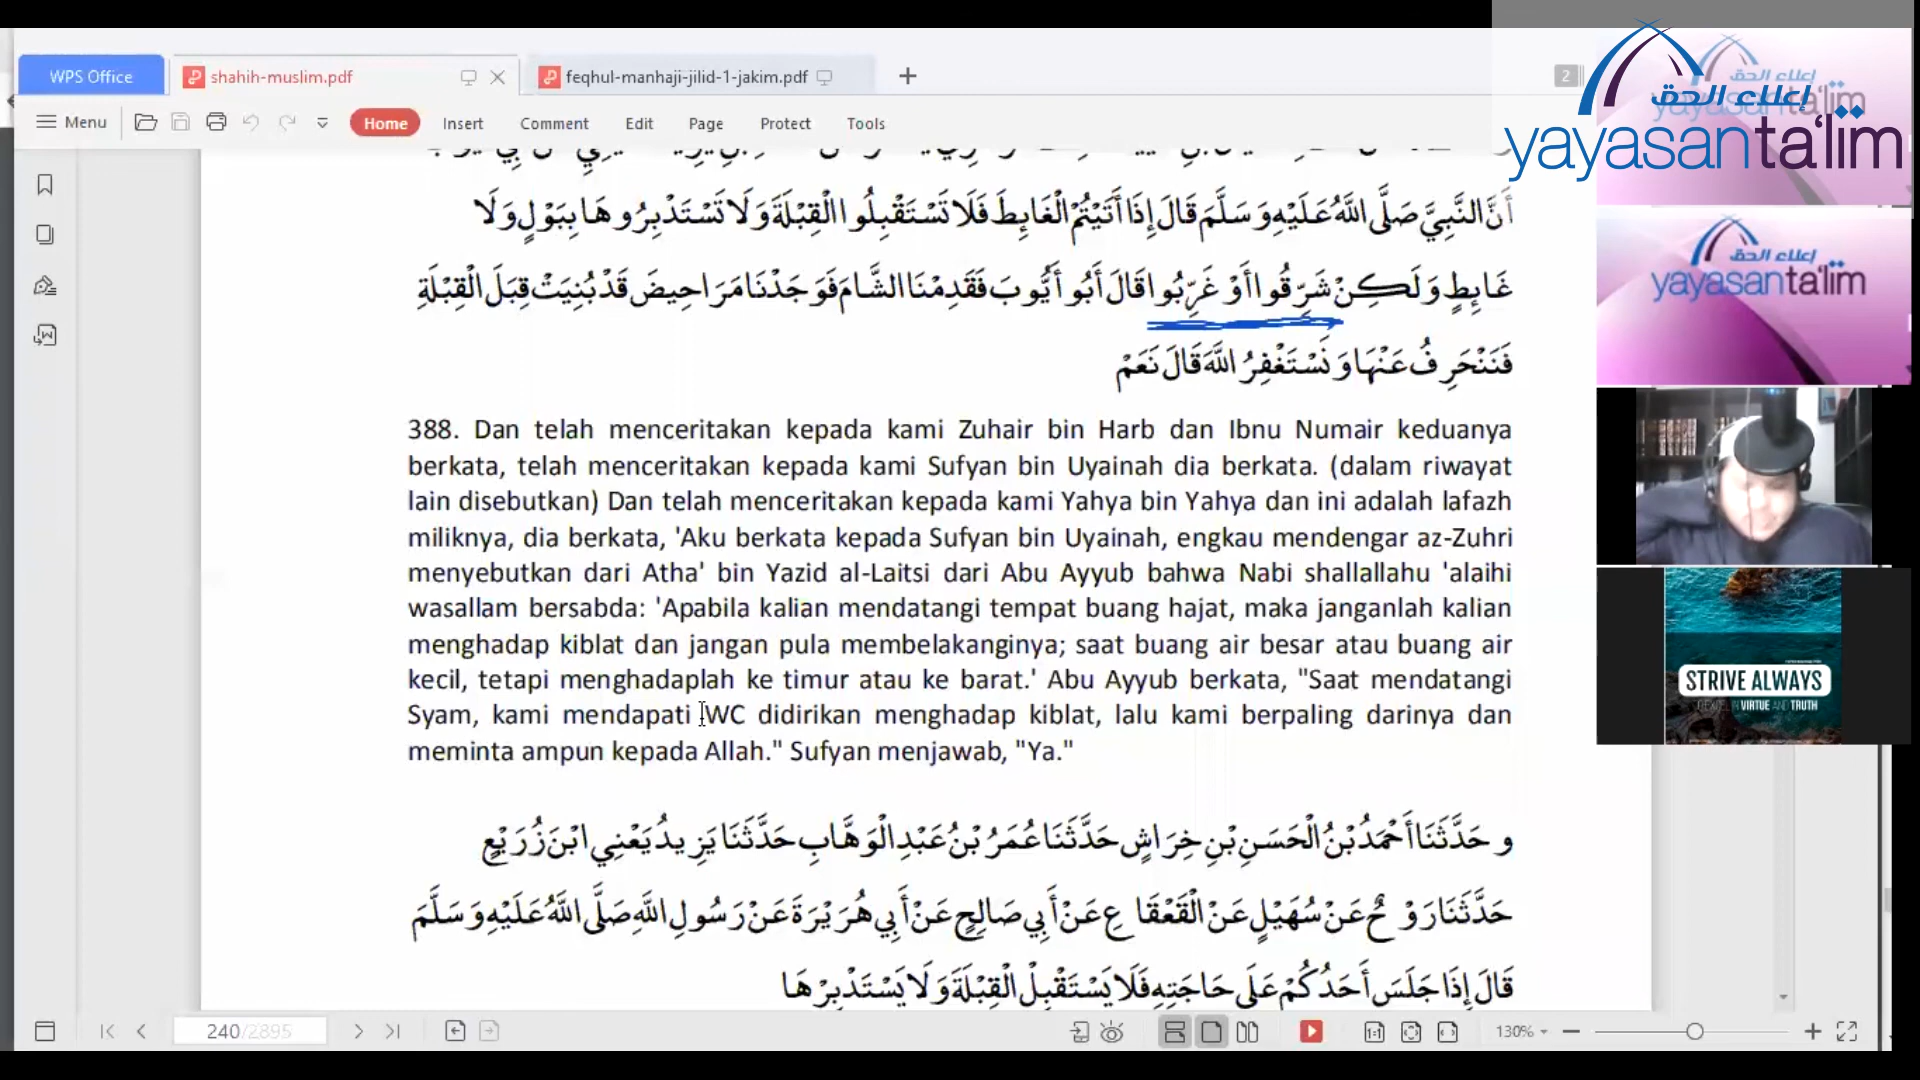 WPS Office
shahih-muslim.pdf
feqhul-manhaji-jilid-1-jakim.pdf
2
Menu
Home
Insert
Comment
Edit
Page
Protect
Tools
إعلاء الحق
yayasanta'lim
إعلاء الحق
yayasanta'lim
أَنَّ النَّبِيَّ صَلَّى اللَّهُ عَلَيْهِ وَسَلَّمَ قَالَ إِذَا أَتَيْتُمْ الْغَائِطَ فَلَا تَسْتَقْبِلُوا الْقِبْلَةَ وَلَا تَسْتَدْبِرُوهَا بِبَوْلٍ وَلَا
غَائِطٍ وَلَكِنْ شَرِّقُوا أَوْ غَرِّبُوا قَالَ أَبُو أَيُّوبَ فَقَدِمْنَا الشَّامَ فَوَجَدْنَا مَرَاحِيضَ قَدْ بُنِيَتْ قِبَلَ الْقِبْلَةِ
فَنَنْحَرِفُ عَنْهَا وَنَسْتَغْفِرُ اللَّهَ قَالَ نَعَمْ
388. Dan telah menceritakan kepada kami Zuhair bin Harb dan Ibnu Numair keduanya
berkata, telah menceritakan kepada kami Sufyan bin Uyainah dia berkata. (dalam riwayat
lain disebutkan) Dan telah menceritakan kepada kami Yahya bin Yahya dan ini adalah lafazh
miliknya, dia berkata, 'Aku berkata kepada Sufyan bin Uyainah, engkau mendengar az-Zuhri
menyebutkan dari Atha' bin Yazid al-Laitsi dari Abu Ayyub bahwa Nabi shallallahu 'alaihi
wasallam bersabda: 'Apabila kalian mendatangi tempat buang hajat, maka janganlah kalian
menghadap kiblat dan jangan pula membelakanginya; saat buang air besar atau buang air
kecil, tetapi menghadaplah ke timur atau ke barat.' Abu Ayyub berkata, "Saat mendatangi
Syam, kami mendapati WC didirikan menghadap kiblat, lalu kami berpaling darinya dan
meminta ampun kepada Allah." Sufyan menjawab, "Ya."
و حَدَّثَنَا أَحْمَدُ بْنُ الْحَسَنِ بْنِ خِرَاشٍ حَدَّثَنَا عُمَرُ بْنُ عَبْدِ الْوَهَّابِ حَدَّثَنَا يَزِيدُ يَعْنِي ابْنَ زُرَيْعٍ
حَدَّثَنَا رَوْحٌ عَنْ سُهَيْلٍ عَنْ الْقَعْقَاعِ عَنْ أَبِي صَالِحٍ عَنْ أَبِي هُرَيْرَةَ عَنْ رَسُولِ اللَّهِ صَلَّى اللَّهُ عَلَيْهِ وَسَلَّمَ
قَالَ إِذَا جَلَسَ أَحَدُكُمْ عَلَى حَاجَتِهِ فَلَا يَسْتَقْبِلْ الْقِبْلَةَ وَلَا يَسْتَدْبِرْهَا
STRIVE ALWAYS
IN VIRTUE AND TRUTH
240/2895
130%